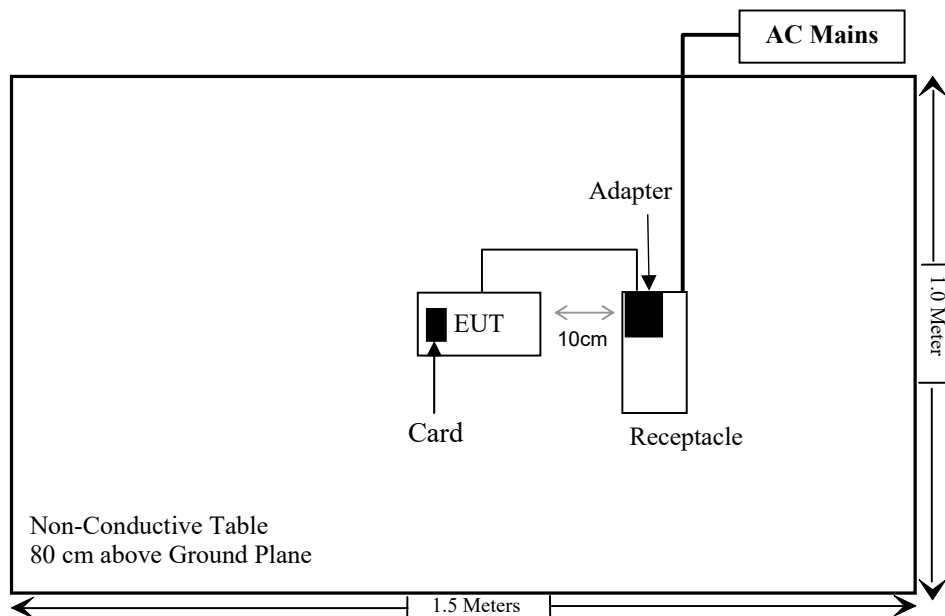 AC Mains
Adapter
EUT
10cm
Card
Receptacle
1.0 Meter
Non-Conductive Table
80 cm above Ground Plane
1.5 Meters